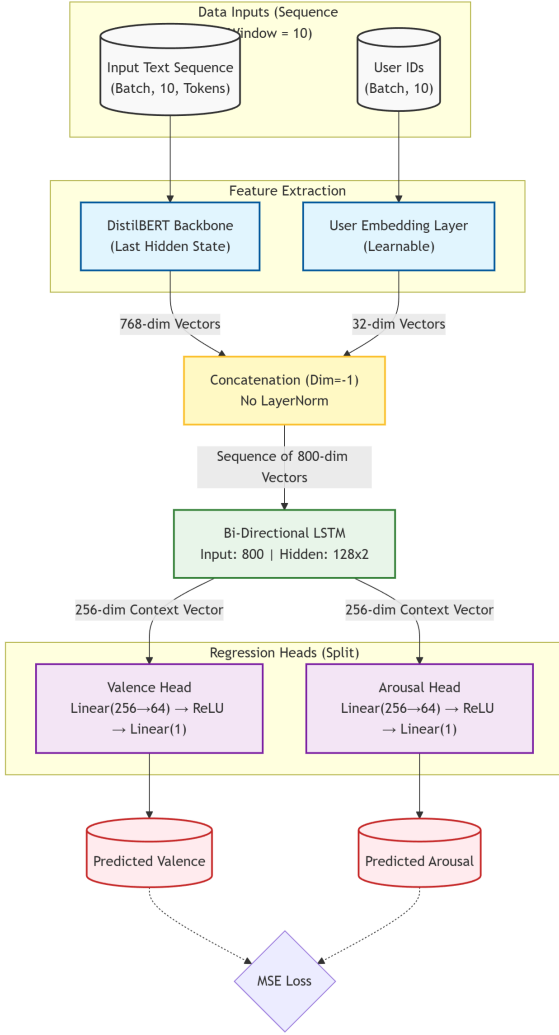 Data Inputs (Sequence
Window = 10)
Input Text Sequence
(Batch, 10, Tokens)
User IDs
(Batch, 10)
Feature Extraction
DistilBERT Backbone
(Last Hidden State)
User Embedding Layer
(Learnable)
768-dim Vectors
32-dim Vectors
Concatenation (Dim=-1)
No LayerNorm
Sequence of 800-dim
Vectors
Bi-Directional LSTM
Input: 800 | Hidden: 128x2
256-dim Context Vector
256-dim Context Vector
Regression Heads (Split)
Valence Head
Linear(256→64) → ReLU
→ Linear(1)
Arousal Head
Linear(256→64) → ReLU
→ Linear(1)
Predicted Valence
Predicted Arousal
MSE Loss